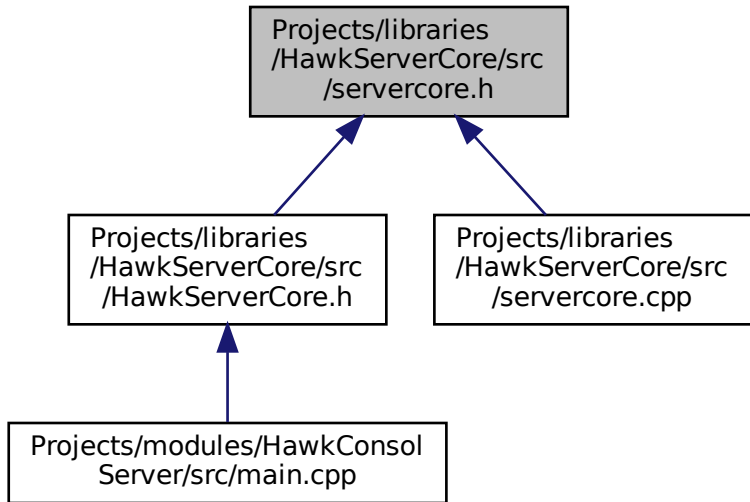 Projects/libraries
/HawkServerCore/src
/servercore.h
Projects/libraries
/HawkServerCore/src
/HawkServerCore.h
Projects/libraries
/HawkServerCore/src
/servercore.cpp
Projects/modules/HawkConsol
Server/src/main.cpp